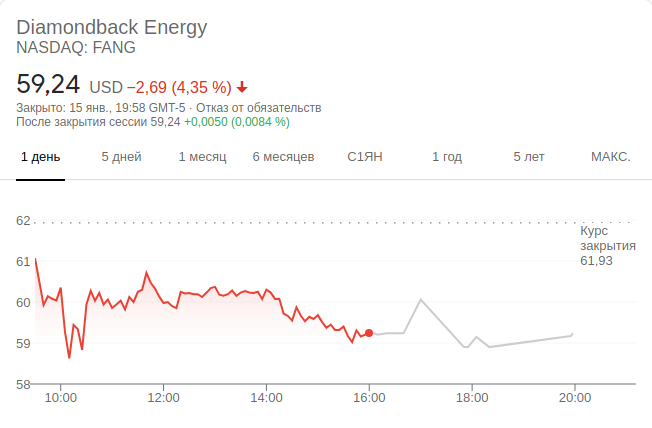 Diamondback Energy
NASDAQ: FANG
59,24 USD −2,69 (4,35 %)
Закрыто: 15 янв., 19:58 GMT-5 · Отказ от обязательств
После закрытия сессии 59,24 +0,0050 (0,0084 %)
1 день 5 дней 1 месяц 6 месяцев С1ЯН 1 год 5 лет МАКС.
62
Курс
закрытия
61,93
61
60
59
58
10:00 12:00 14:00 16:00 18:00 20:00